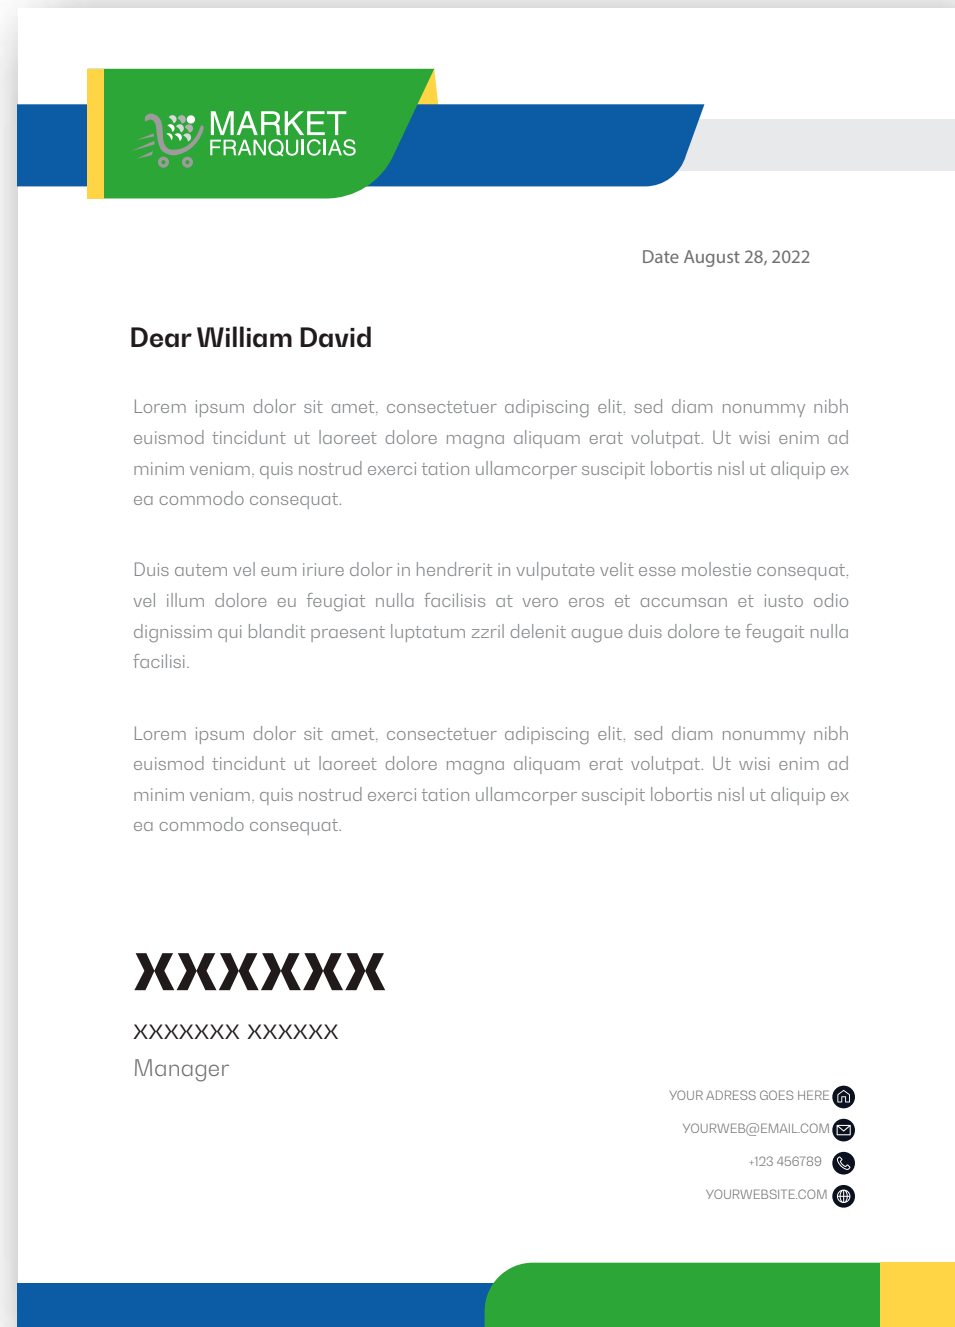 MARKET
FRANQUICIAS
Date August 28, 2022
Dear William David
Lorem ipsum dolor sit amet, consectetuer adipiscing elit, sed diam nonummy nibh
euismod tincidunt ut laoreet dolore magna aliquam erat volutpat. Ut wisi enim ad
minim veniam, quis nostrud exerci tation ullamcorper suscipit lobortis nisl ut aliquip ex
ea commodo consequat.
Duis autem vel eum iriure dolor in hendrerit in vulputate velit esse molestie consequat,
vel illum dolore eu feugiat nulla facilisis at vero eros et accumsan et iusto odio
dignissim qui blandit praesent luptatum zzril delenit augue duis dolore te feugait nulla
facilisi.
Lorem ipsum dolor sit amet, consectetuer adipiscing elit, sed diam nonummy nibh
euismod tincidunt ut laoreet dolore magna aliquam erat volutpat. Ut wisi enim ad
minim veniam, quis nostrud exerci tation ullamcorper suscipit lobortis nisl ut aliquip ex
ea commodo consequat.
XXXXXX
XXXXXXX XXXXXX
Manager
YOUR ADRESS GOES HERE
YOURWEB@EMAIL.COM
+123 456789
YOURWEBSITE.COM